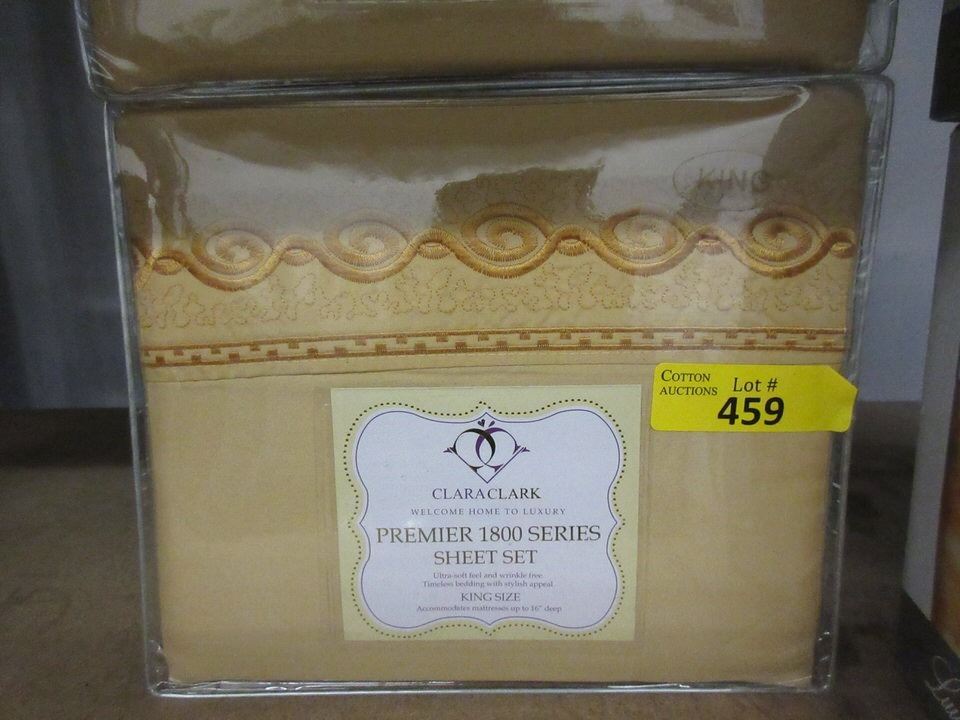 KING
COTTON
AUCTIONS
Lot #
459
CLARACLARK
WELCOME HOME TO LUXURY
PREMIER 1800 SERIES
SHEET SET
Ultra-soft feel and wrinkle free.
Timeless bedding with stylish appeal.
KING SIZE
Accommodates mattresses up to 16" deep